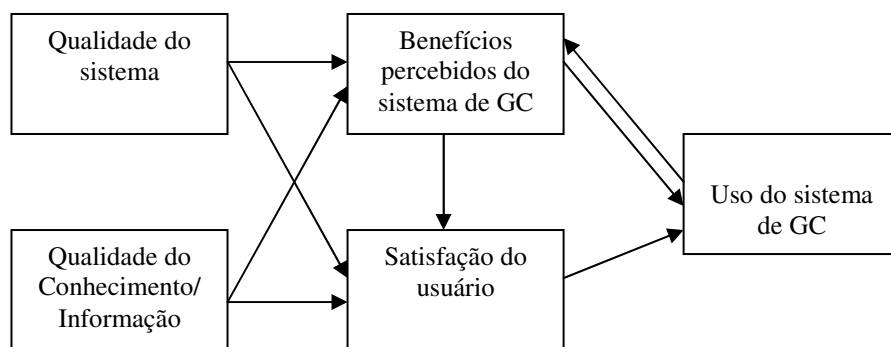 Qualidade do
sistema
Benefícios
percebidos do
sistema de GC
Uso do sistema
de GC
Qualidade do
Conhecimento/
Informação
Satisfação do
usuário